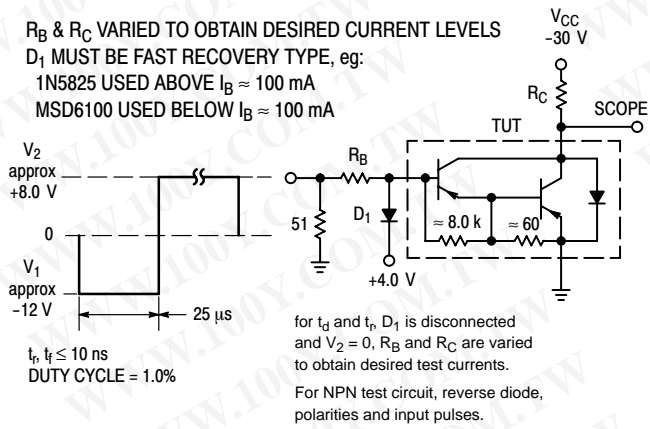 R_B & R_C VARIED TO OBTAIN DESIRED CURRENT LEVELS
D_1 MUST BE FAST RECOVERY TYPE, eg:
1N5825 USED ABOVE I_B ≈ 100 mA
MSD6100 USED BELOW I_B ≈ 100 mA
V_CC
-30 V
R_C
SCOPE
TUT
V_2
approx
+8.0 V
0
V_1
approx
-12 V
25 μs
t_r, t_f ≤ 10 ns
DUTY CYCLE = 1.0%
R_B
51
D_1
+4.0 V
≈ 8.0 k
≈ 60
for t_d and t_r, D_1 is disconnected
and V_2 = 0, R_B and R_C are varied
to obtain desired test currents.
For NPN test circuit, reverse diode,
polarities and input pulses.
WWW.100Y.COM.TW